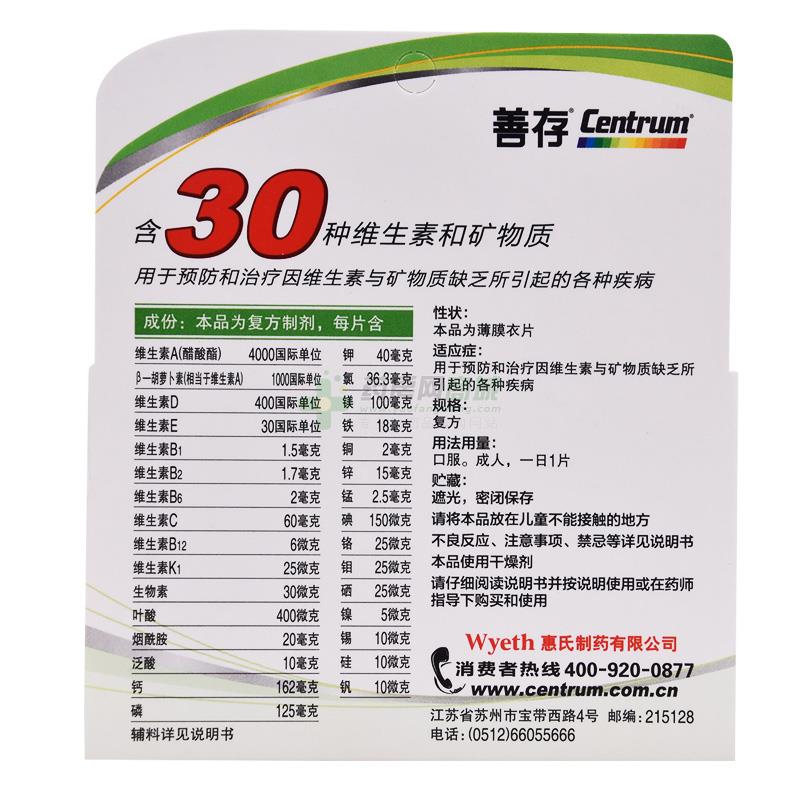 善存® Centrum®
含30种维生素和矿物质
用于预防和治疗因维生素与矿物质缺乏所引起的各种疾病
成份：本品为复方制剂，每片含
维生素A(醋酸酯) 4000国际单位
β一胡萝卜素(相当于维生素A) 1000国际单位
维生素D 400国际单位
维生素E 30国际单位
维生素B1 1.5毫克
维生素B2 1.7毫克
维生素B6 2毫克
维生素C 60毫克
维生素B12 6微克
维生素K1 25微克
生物素 30微克
叶酸 400微克
烟酰胺 20毫克
泛酸 10毫克
钙 162毫克
磷 125毫克
辅料详见说明书
钾 40毫克
氯 36.3毫克
镁 100毫克
铁 18毫克
铜 2毫克
锌 15毫克
锰 2.5毫克
碘 150微克
铬 25微克
钼 25微克
硒 25微克
镍 5微克
锡 10微克
硅 10微克
钒 10微克
性状：
本品为薄膜衣片
适应症：
用于预防和治疗因维生素与矿物质缺乏所
引起的各种疾病
规格：
复方
用法用量：
口服。成人，一日1片
贮藏：
遮光，密闭保存
请将本品放在儿童不能接触的地方
不良反应、注意事项、禁忌等详见说明书
本品使用干燥剂
请仔细阅读说明书并按说明使用或在药师
指导下购买和使用
Wyeth 惠氏制药有限公司
消费者热线 400-920-0877
www.centrum.com.cn
江苏省苏州市宝带西路4号 邮编：215128
电话：(0512)66055666